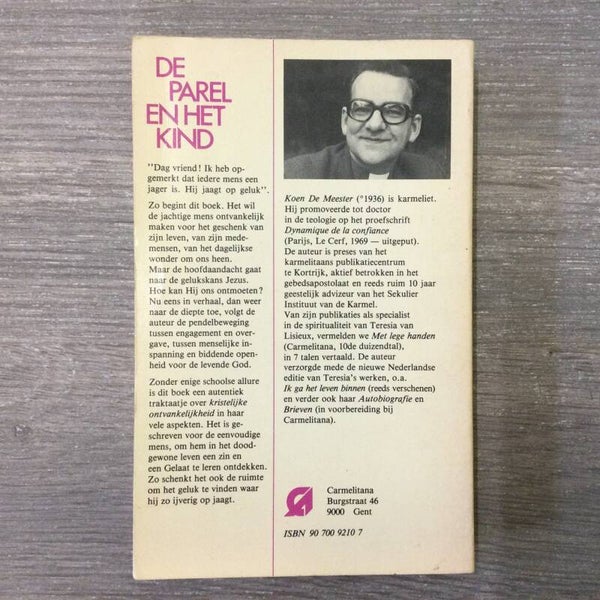 DE
PAREL
EN HET
KIND
"Dag vriend! Ik heb op-
gemerkt dat iedere mens een
jager is. Hij jaagt op geluk".
Zo begint dit boek. Het wil
de jachtige mens ontvankelijk
maken voor het geschenk van
zijn leven, van zijn mede-
mensen, van het dagelijkse
wonder om ons heen.
Maar de hoofdaandacht gaat
naar de gelukskans Jezus.
Hoe kan Hij ons ontmoeten?
Nu eens in verhaal, dan weer
naar de diepte toe, volgt de
auteur de pendelbeweging
tussen engagement en over-
gave, tussen menselijke in-
spanning en biddende open-
heid voor de levende God.
Zonder enige schoolse allure
is dit boek een autentiek
traktaatje over kristelijke
ontvankelijkheid in haar
vele aspekten. Het is ge-
schreven voor de eenvoudige
mens, om hem in het dood-
gewone leven een zin en
een Gelaat te leren ontdekken.
Zo schenkt het ook de ruimte
om het geluk te vinden waar
hij zo ijverig op jaagt.
Koen De Meester (°1936) is karmeliet.
Hij promoveerde tot doctor
in de teologie op het proefschrift
Dynamique de la confiance
(Parijs, Le Cerf, 1969 — uitgeput).
De auteur is preses van het
karmelitaans publikatiecentrum
te Kortrijk, aktief betrokken in het
gebedsapostolaat en reeds ruim 10 jaar
geestelijk advizeur van het Sekulier
Instituut van de Karmel.
Van zijn publikaties als specialist
in de spiritualiteit van Teresia van
Lisieux, vermelden we Met lege handen
(Carmelitana, 10de duizendtal),
in 7 talen vertaald. De auteur
verzorgde mede de nieuwe Nederlandse
editie van Teresia's werken, o.a.
Ik ga het leven binnen (reeds verschenen)
en verder ook haar Autobiografie en
Brieven (in voorbereiding bij
Carmelitana).
Carmelitana
Burgstraat 46
9000 Gent
ISBN 90 700 9210 7